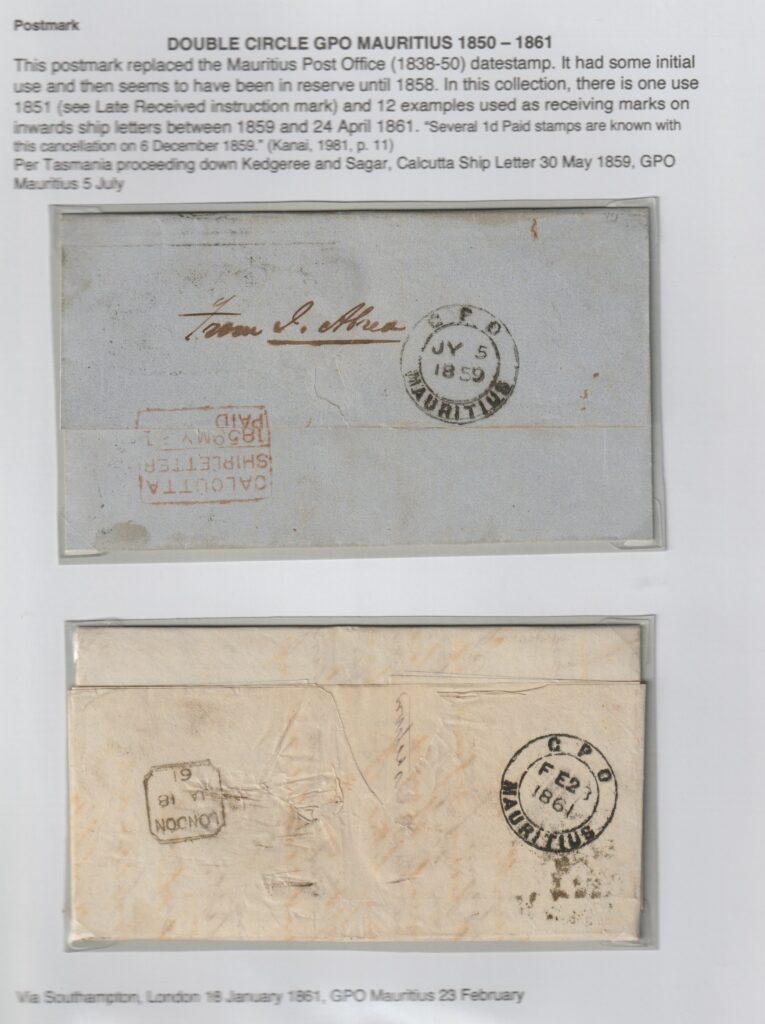 Postmark
DOUBLE CIRCLE GPO MAURITIUS 1850 – 1861
This postmark replaced the Mauritius Post Office (1838-50) datestamp. It had some initial
use and then seems to have been in reserve until 1858. In this collection, there is one use
1851 (see Late Received instruction mark) and 12 examples used as receiving marks on
inwards ship letters between 1859 and 24 April 1861. “Several 1d Paid stamps are known with
this cancellation on 6 December 1859.” (Kanai, 1981, p. 11)
Per Tasmania proceeding down Kedgeree and Sagar, Calcutta Ship Letter 30 May 1859, GPO
Mauritius 5 July
From J. Abrea
G P O
JY 5
1859
MAURITIUS
CALCUTTA
SHIP LETTER
1859 MY
PAID
G P O
FE 23
1861
MAURITIUS
LONDON
JA 18
61
Via Southampton, London 18 January 1861, GPO Mauritius 23 February